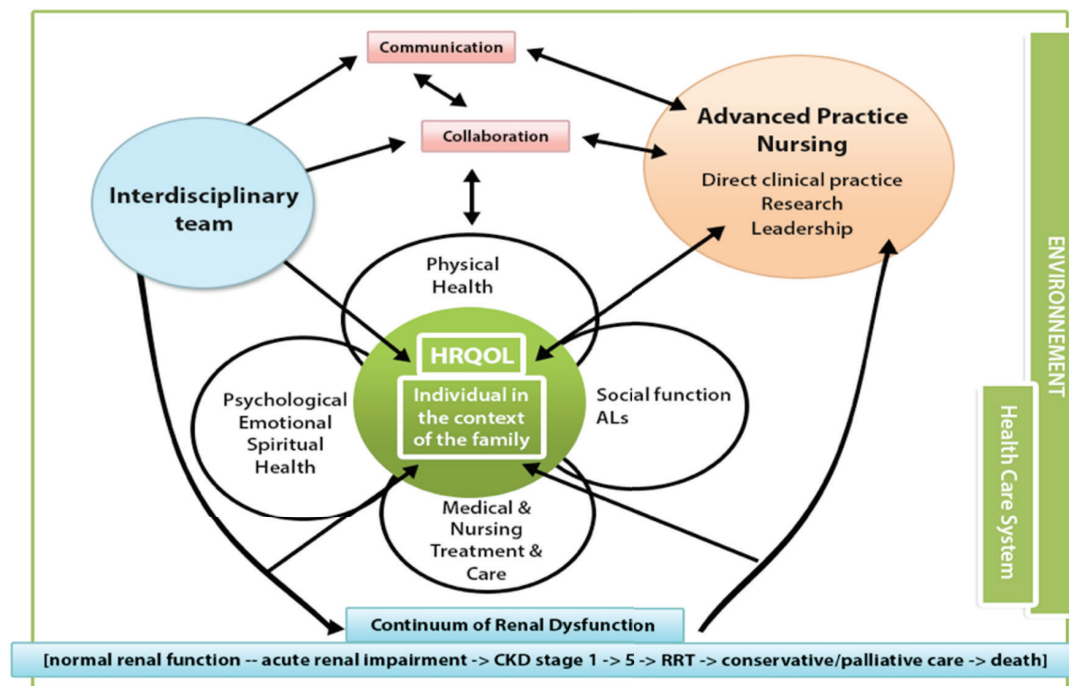 Communication
Collaboration
Interdisciplinary
team
Advanced Practice
Nursing
Direct clinical practice
Research
Leadership
Physical
Health
HRQOL
Individual in
the context
of the family
Psychological
Emotional
Spiritual
Health
Social function
ALs
Medical &
Nursing
Treatment &
Care
ENVIRONNEMENT
Health Care System
Continuum of Renal Dysfunction
[normal renal function -- acute renal impairment -> CKD stage 1 -> 5 -> RRT -> conservative/palliative care -> death]